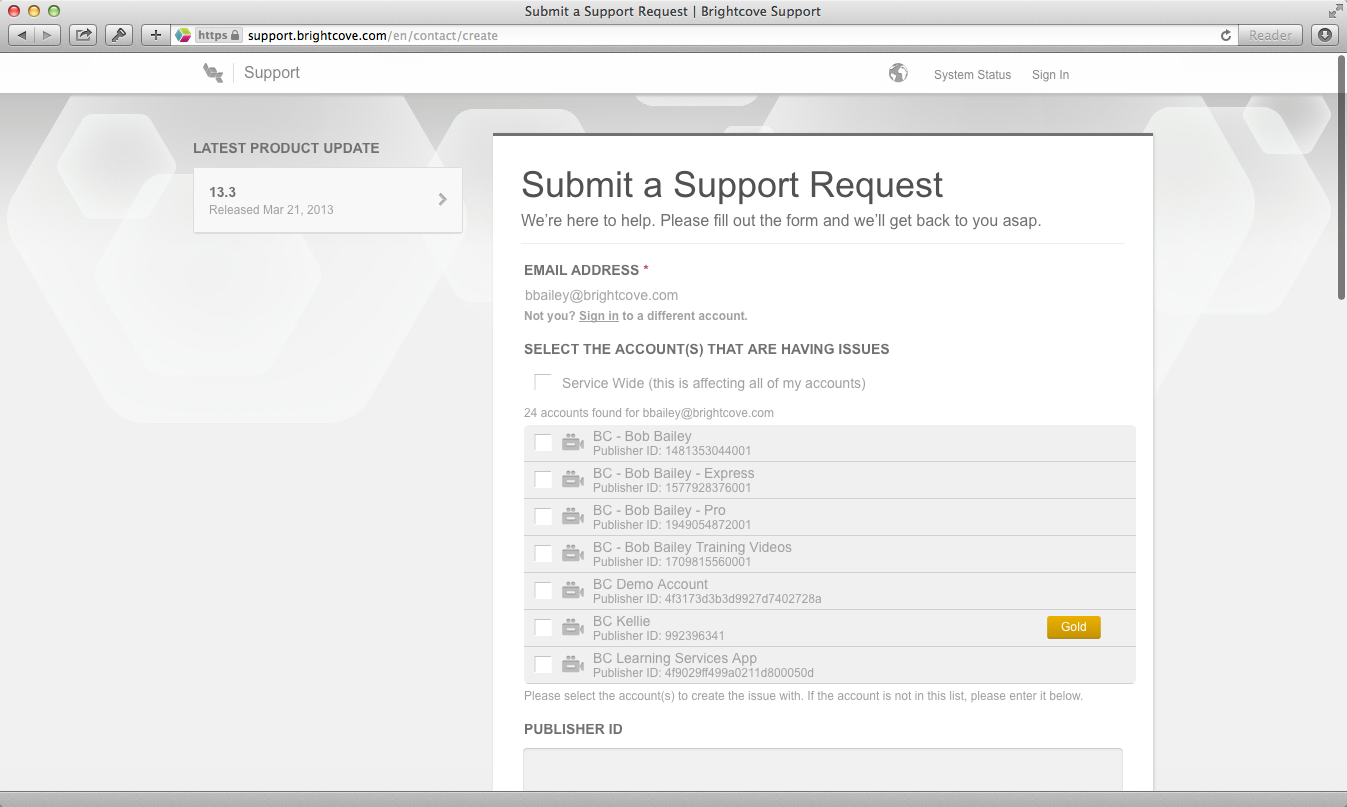 Submit a Support Request | Brightcove Support
https support.brightcove.com/en/contact/create
Reader
Support
System Status
Sign In
LATEST PRODUCT UPDATE
13.3
Released Mar 21, 2013
Submit a Support Request
We're here to help. Please fill out the form and we'll get back to you asap.
EMAIL ADDRESS *
bbailey@brightcove.com
Not you? Sign in to a different account.
SELECT THE ACCOUNT(S) THAT ARE HAVING ISSUES
Service Wide (this is affecting all of my accounts)
24 accounts found for bbailey@brightcove.com
BC - Bob Bailey
Publisher ID: 1481353044001
BC - Bob Bailey - Express
Publisher ID: 1577928376001
BC - Bob Bailey - Pro
Publisher ID: 1949054872001
BC - Bob Bailey Training Videos
Publisher ID: 1709815560001
BC Demo Account
Publisher ID: 4f3173d3b3d9927d7402728a
BC Kellie
Publisher ID: 992396341
Gold
BC Learning Services App
Publisher ID: 4f9029ff499a0211d800050d
Please select the account(s) to create the issue with. If the account is not in this list, please enter it below.
PUBLISHER ID